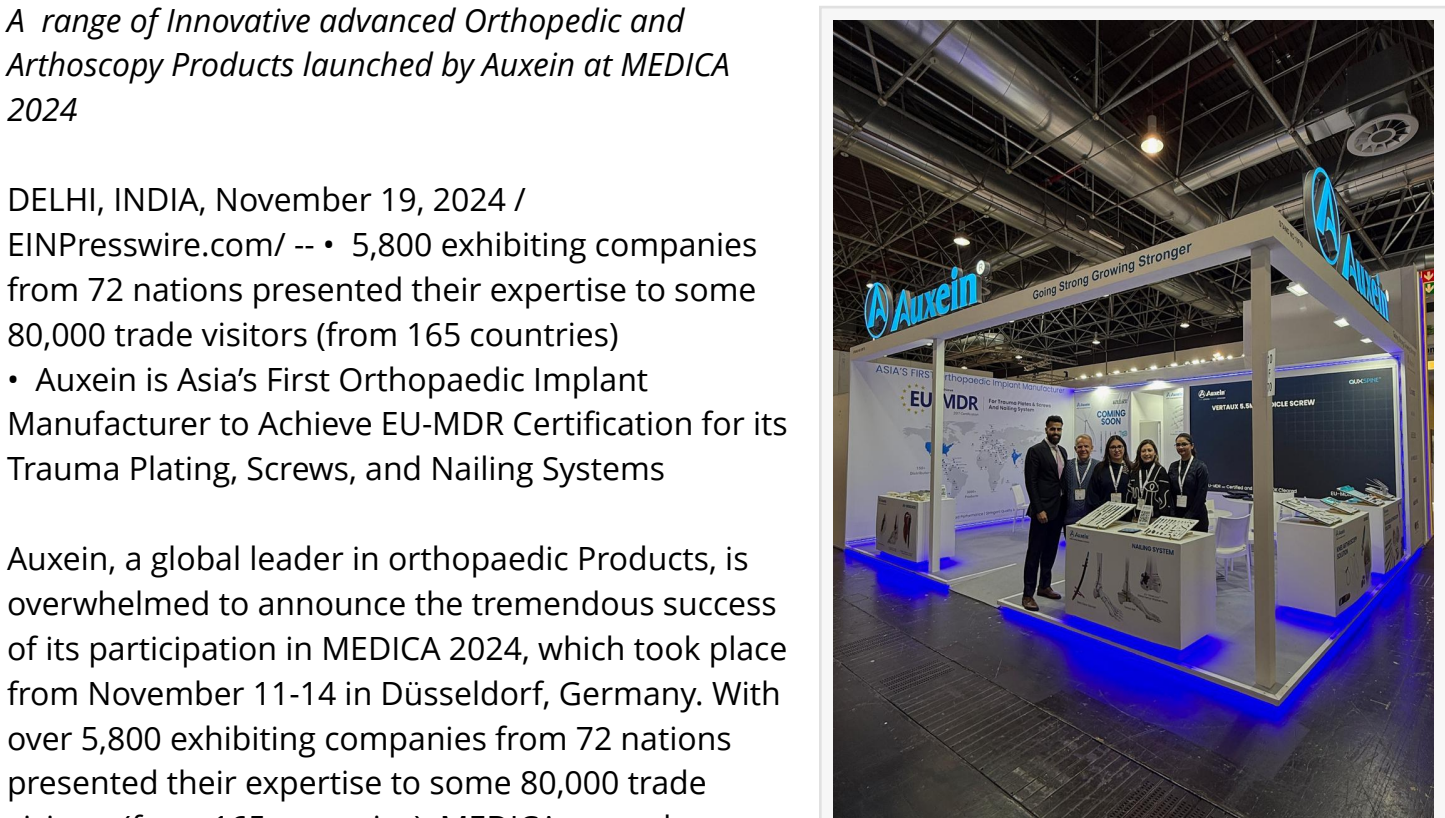 A  range of Innovative advanced Orthopedic and
Arthoscopy Products launched by Auxein at MEDICA
2024
DELHI, INDIA, November 19, 2024 /
EINPresswire.com/ -- •  5,800 exhibiting companies
from 72 nations presented their expertise to some
80,000 trade visitors (from 165 countries)
•  Auxein is Asia’s First Orthopaedic Implant
Manufacturer to Achieve EU-MDR Certification for its
Trauma Plating, Screws, and Nailing Systems
Auxein, a global leader in orthopaedic Products, is
overwhelmed to announce the tremendous success
of its participation in MEDICA 2024, which took place
from November 11-14 in Düsseldorf, Germany. With
over 5,800 exhibiting companies from 72 nations
presented their expertise to some 80,000 trade
Auxein®
Going Strong Growing Stronger
Auxein
ASIA'S FIRST Orthopaedic Implant Manufacturer
EU MDR
For Trauma Plates & Screws
And Nailing System
COMING
SOON
Auxein
AUXSPINE
VERTAUX 5.5
SCREW
Auxein
NAILING SYSTEM